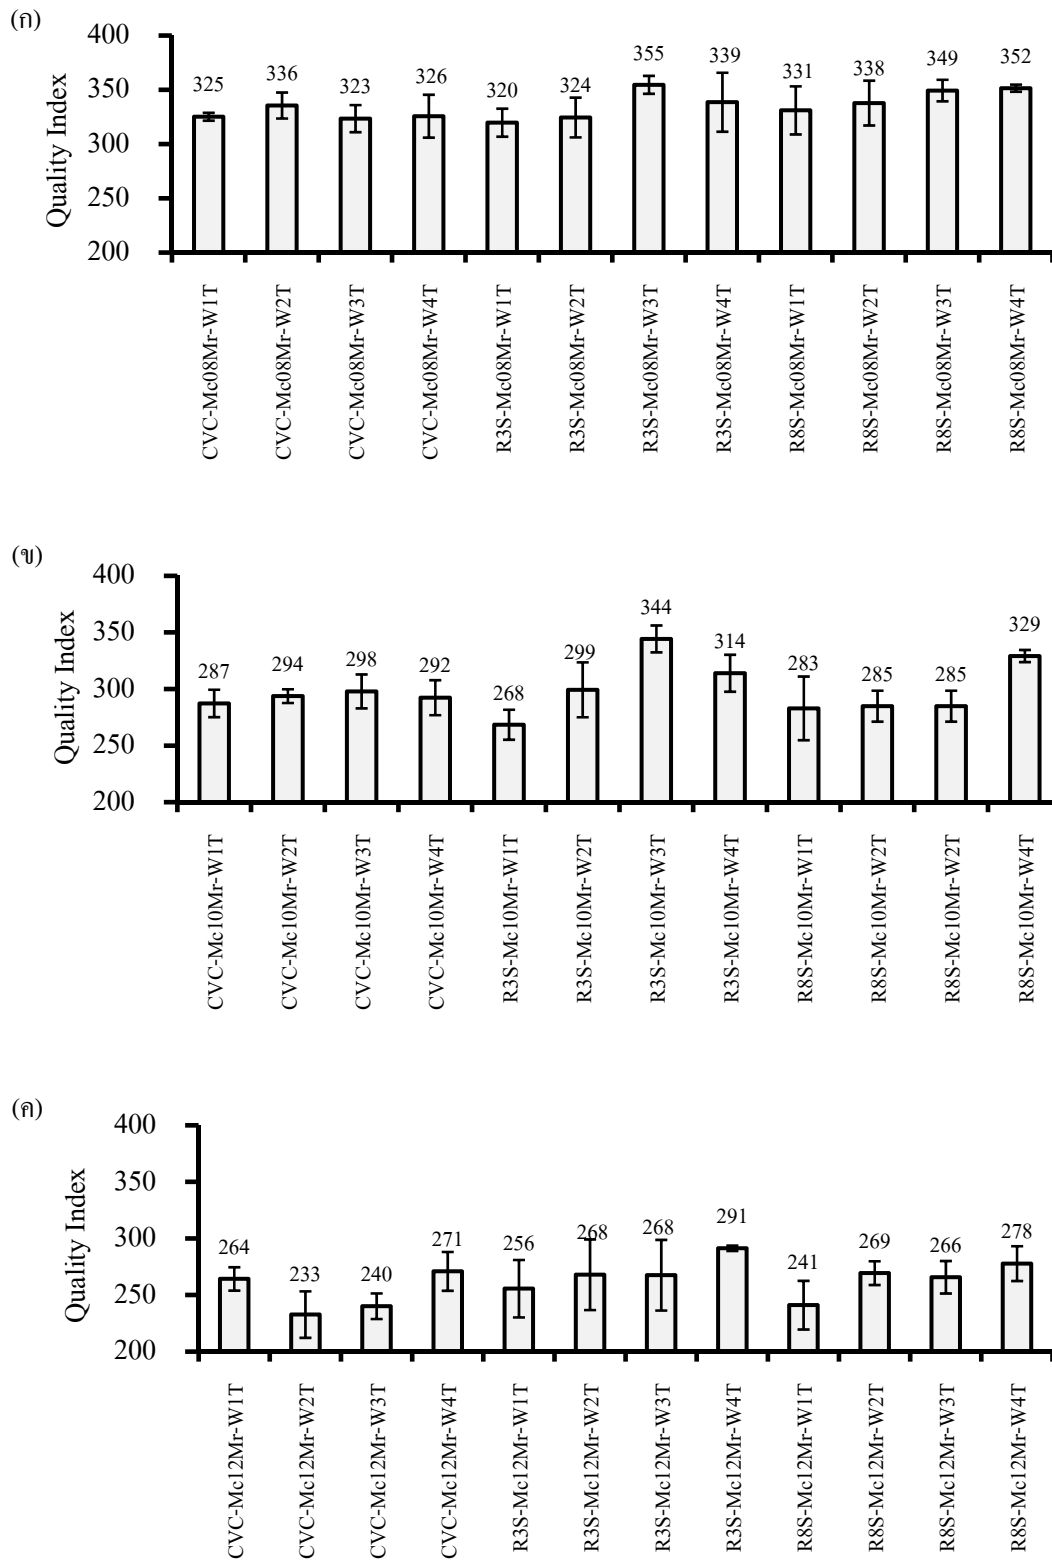 (ก)
Quality Index
400
350
300
250
200
325
336
323
326
320
324
355
339
331
338
349
352
CVC-Mc08Mr-W1T
CVC-Mc08Mr-W2T
CVC-Mc08Mr-W3T
CVC-Mc08Mr-W4T
R3S-Mc08Mr-W1T
R3S-Mc08Mr-W2T
R3S-Mc08Mr-W3T
R3S-Mc08Mr-W4T
R8S-Mc08Mr-W1T
R8S-Mc08Mr-W2T
R8S-Mc08Mr-W3T
R8S-Mc08Mr-W4T
(ข)
Quality Index
400
350
300
250
200
287
294
298
292
268
299
344
314
283
285
285
329
CVC-Mc10Mr-W1T
CVC-Mc10Mr-W2T
CVC-Mc10Mr-W3T
CVC-Mc10Mr-W4T
R3S-Mc10Mr-W1T
R3S-Mc10Mr-W2T
R3S-Mc10Mr-W3T
R3S-Mc10Mr-W4T
R8S-Mc10Mr-W1T
R8S-Mc10Mr-W2T
R8S-Mc10Mr-W2T
R8S-Mc10Mr-W4T
(ค)
Quality Index
400
350
300
250
200
264
233
240
271
256
268
268
291
241
269
266
278
CVC-Mc12Mr-W1T
CVC-Mc12Mr-W2T
CVC-Mc12Mr-W3T
CVC-Mc12Mr-W4T
R3S-Mc12Mr-W1T
R3S-Mc12Mr-W2T
R3S-Mc12Mr-W3T
R3S-Mc12Mr-W4T
R8S-Mc12Mr-W1T
R8S-Mc12Mr-W2T
R8S-Mc12Mr-W3T
R8S-Mc12Mr-W4T